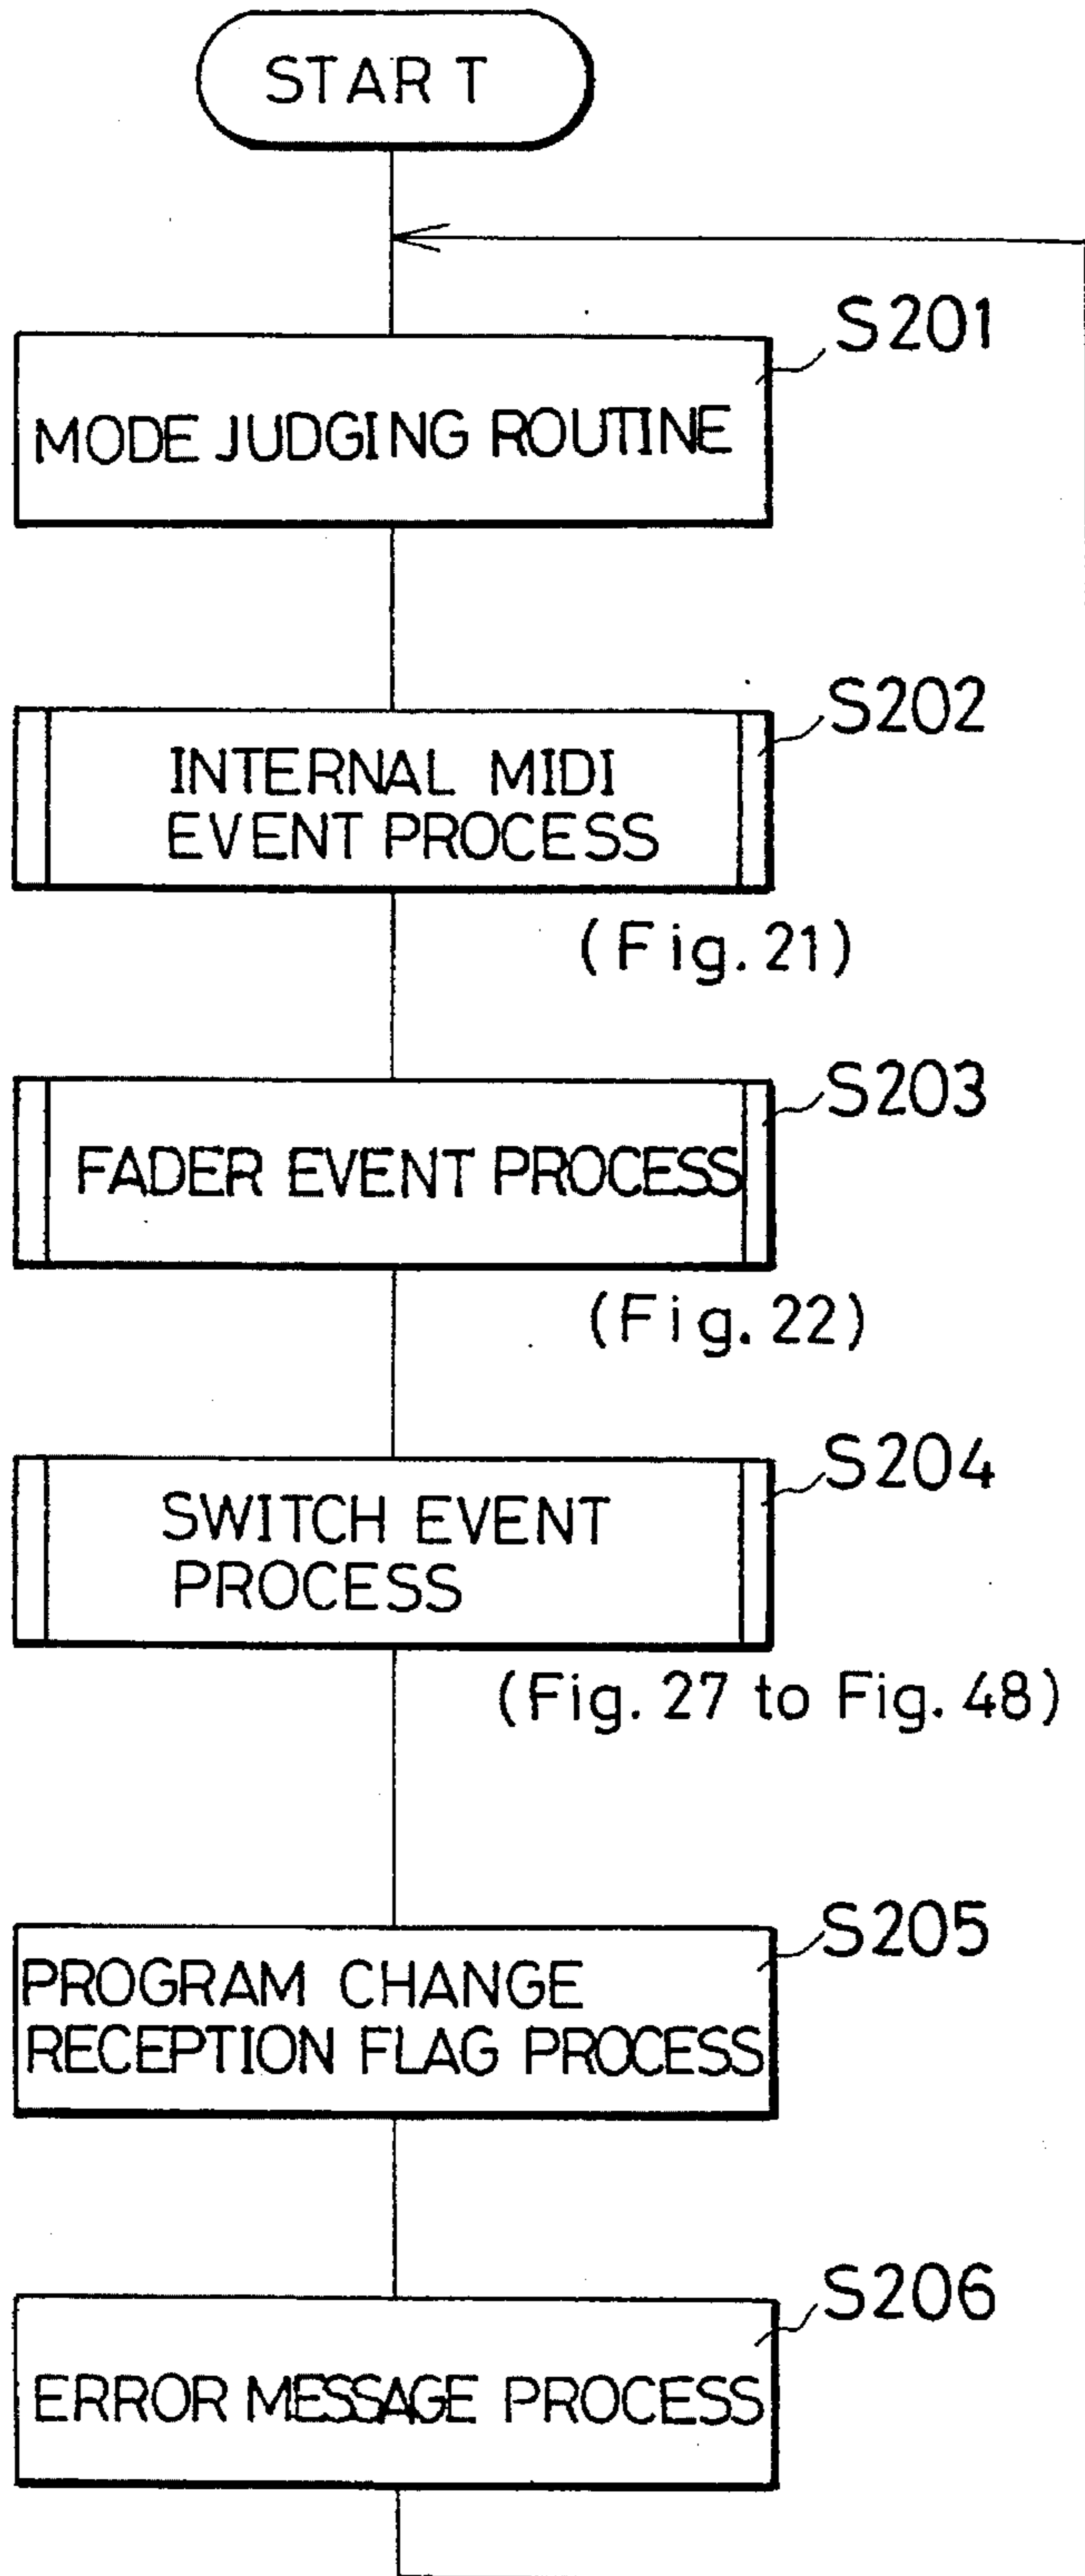 START
S201
MODE JUDGING ROUTINE
S202
INTERNAL MIDI
EVENT PROCESS
(Fig. 21)
S203
FADER EVENT PROCESS
(Fig. 22)
S204
SWITCH EVENT
PROCESS
(Fig. 27 to Fig. 48)
S205
PROGRAM CHANGE
RECEPTION FLAG PROCESS
S206
ERROR MESSAGE PROCESS